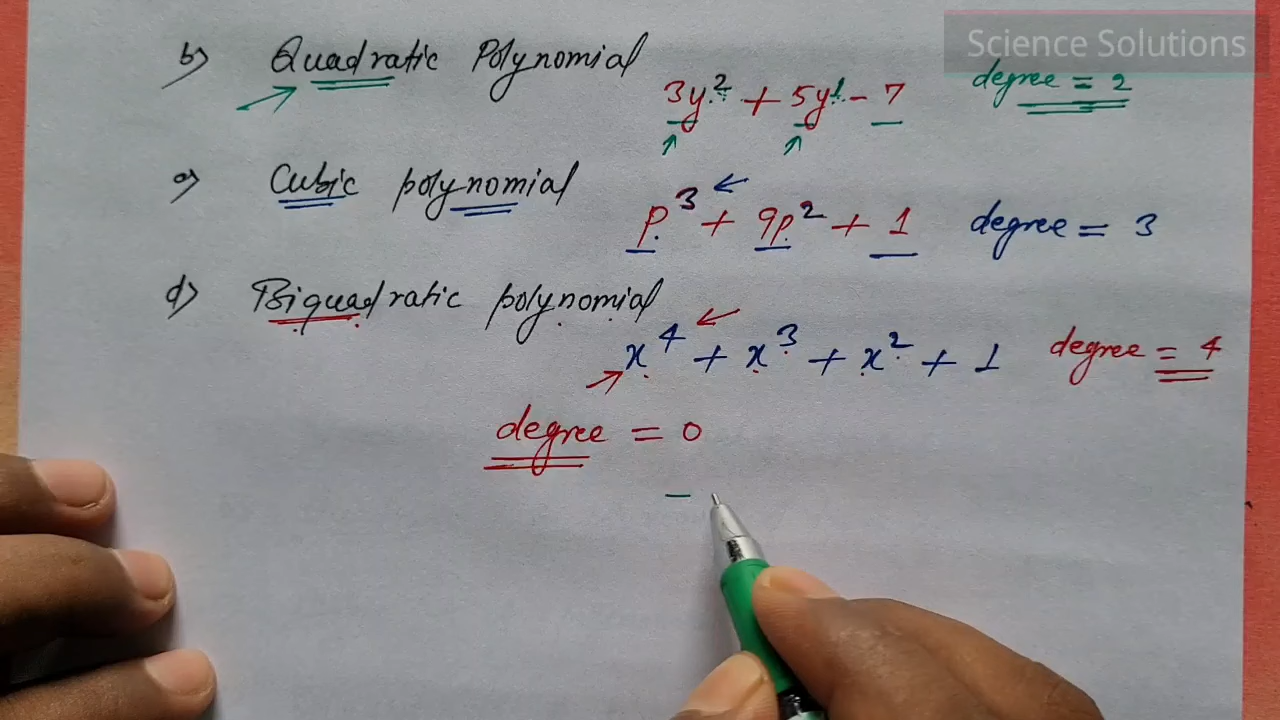 Science Solutions
b) Quadratic Polynomial 3y² + 5y¹ - 7 degree = 2
c) Cubic polynomial p³ + 9p² + 1 degree = 3
d) Biquadratic polynomial
x⁴ + x³ + x² + 1 degree = 4
degree = 0